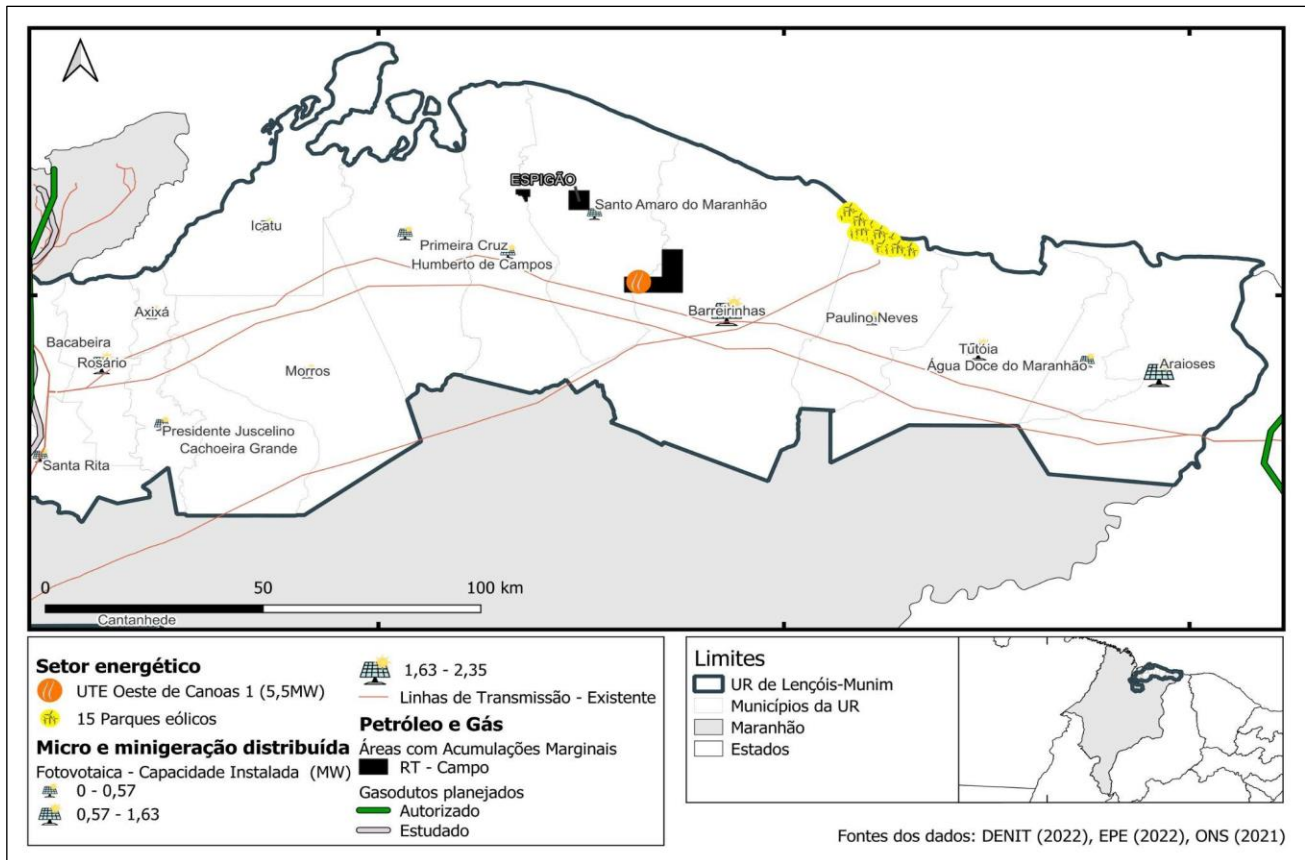 ESPIGÃO
Santo Amaro do Maranhão
Icatu
Primeira Cruz
Humberto de Campos
Axixá
Barreirinhas
Paulino Neves
Bacabeira
Rosário
Morros
Tutóia
Água Doce do Maranhão
Araioses
Presidente Juscelino
Cachoeira Grande
Santa Rita
0
50
100 km
Cantanhede
Setor energético
UTE Oeste de Canoas 1 (5,5MW)
15 Parques eólicos
Micro e minigeração distribuída
Fotovotaica - Capacidade Instalada (MW)
0 - 0,57
0,57 - 1,63
1,63 - 2,35
Linhas de Transmissão - Existente
Petróleo e Gás
Áreas com Acumulações Marginais
RT - Campo
Gasodutos planejados
Autorizado
Estudado
Limites
UR de Lençóis-Munim
Municípios da UR
Maranhão
Estados
Fontes dos dados: DENIT (2022), EPE (2022), ONS (2021)